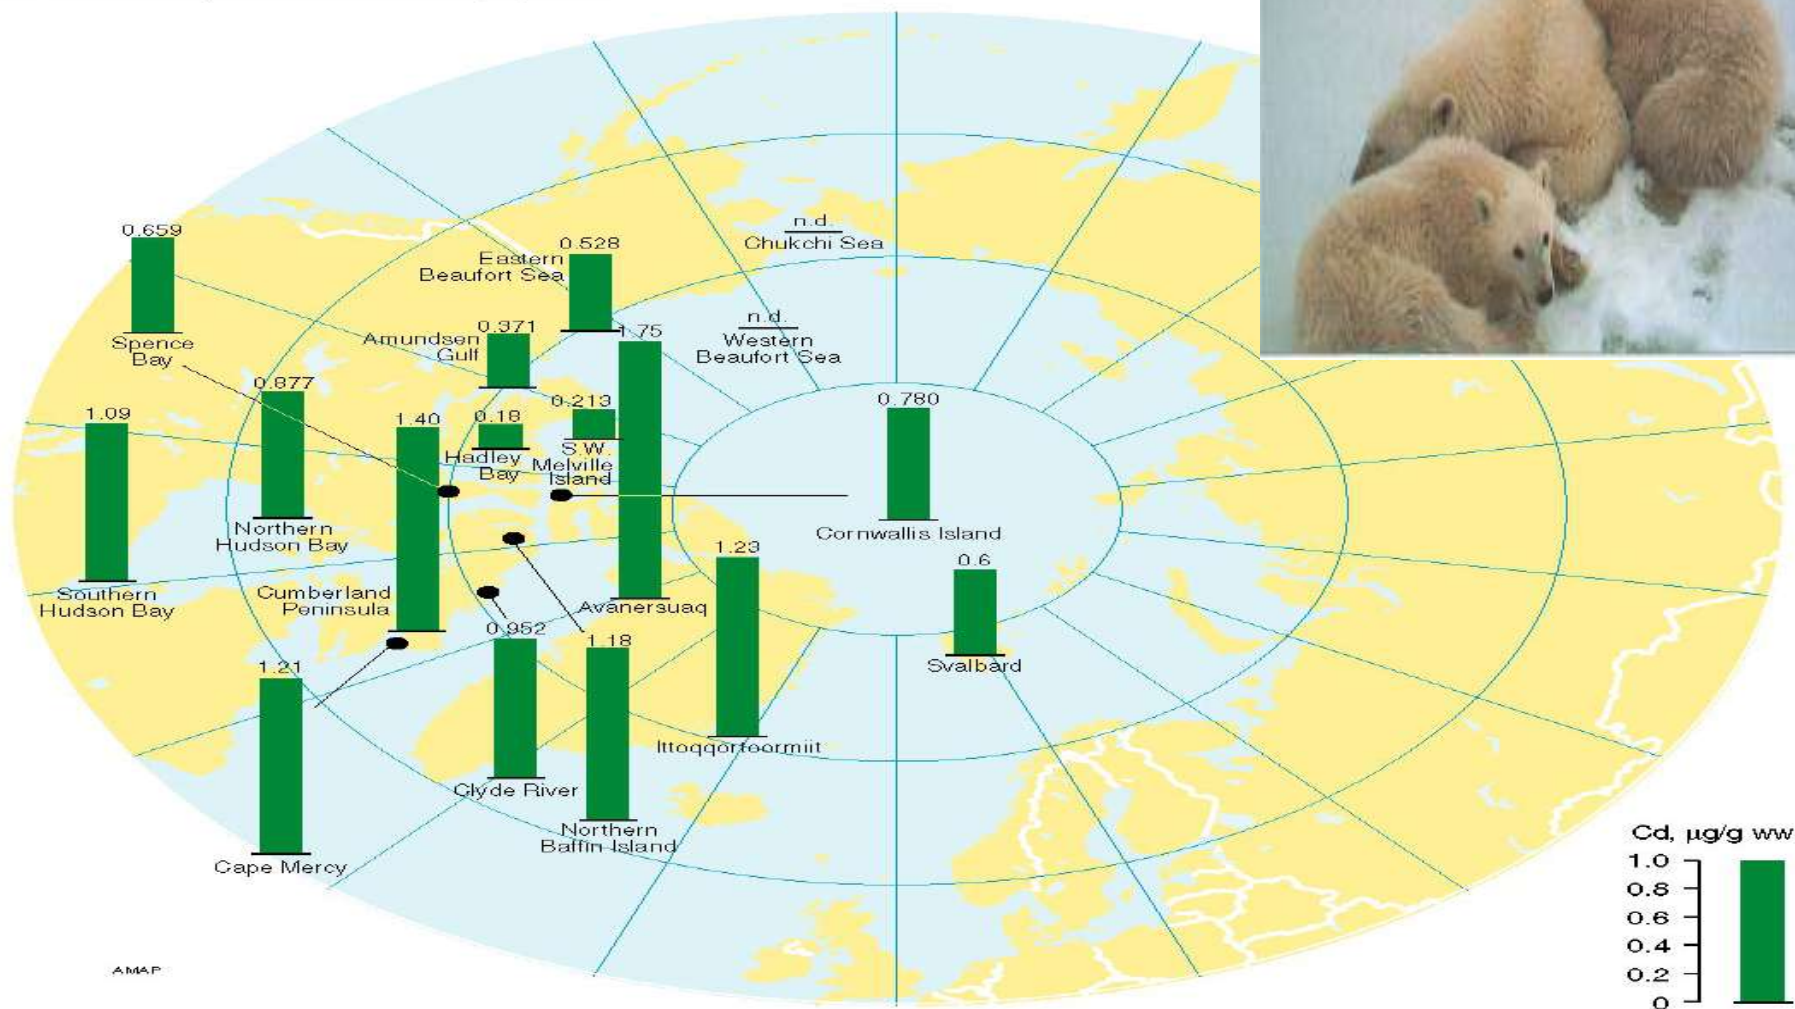 0.659
Spence
Bay
0.528
Eastern
Beaufort Sea
n.d.
Chukchi Sea
n.d.
Western
Beaufort Sea
0.371
Amundsen
Gulf
1.75
Avanersuaq
0.877
Northern
Hudson Bay
1.09
Southern
Hudson Bay
1.40
Cumberland
Peninsula
0.18
Hadley
Bay
0.213
S.W.
Melville
Island
0.780
Cornwallis Island
1.23
Ittoqqortoormiit
0.6
Svalbard
0.952
Clyde River
1.18
Northern
Baffin Island
1.21
Cape Mercy
Cd, µg/g ww
1.0
0.8
0.6
0.4
0.2
0
AMAP